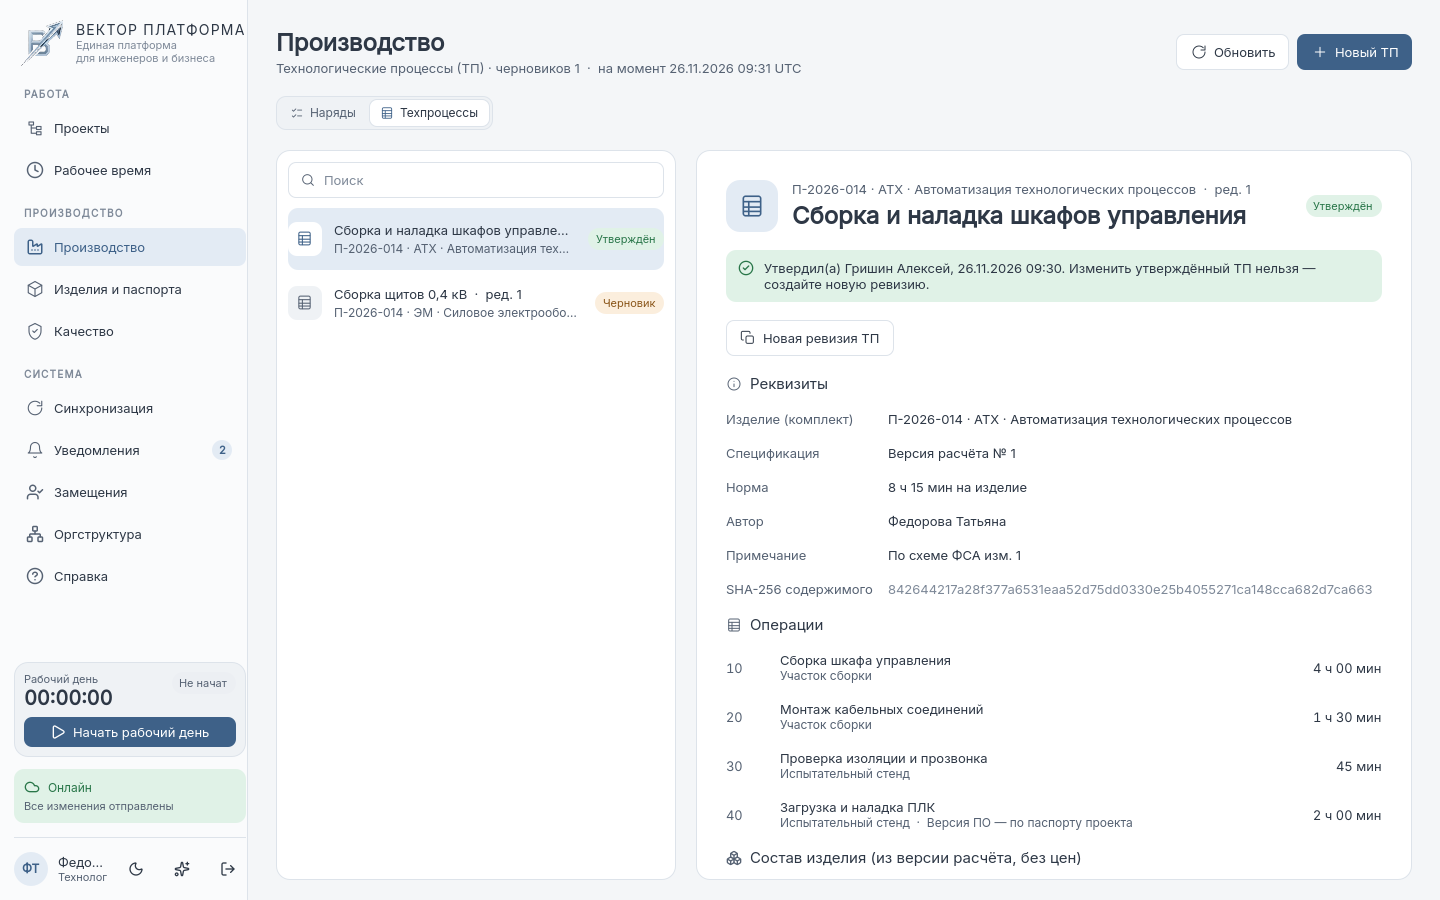 ВЕКТОР ПЛАТФОРМА
Единая платформа
для инженеров и бизнеса
РАБОТА
Проекты
Рабочее время
ПРОИЗВОДСТВО
Производство
Изделия и паспорта
Качество
СИСТЕМА
Синхронизация
Уведомления 2
Замещения
Оргструктура
Справка
Рабочий день
00:00:00
Не начат
Начать рабочий день
Онлайн
Все изменения отправлены
ФТ
Федо...
Технолог
Производство
Технологические процессы (ТП) · черновиков 1 · на момент 26.11.2026 09:31 UTC
Обновить
Новый ТП
Наряды
Техпроцессы
Поиск
Сборка и наладка шкафов управле...
П-2026-014 · АТХ · Автоматизация тех...
Утверждён
Сборка щитов 0,4 кВ · ред. 1
П-2026-014 · ЭМ · Силовое электрообо...
Черновик
П-2026-014 · АТХ · Автоматизация технологических процессов · ред. 1
Сборка и наладка шкафов управления
Утверждён
Утвердил(а) Гришин Алексей, 26.11.2026 09:30. Изменить утверждённый ТП нельзя —
создайте новую ревизию.
Новая ревизия ТП
Реквизиты
Изделие (комплект) П-2026-014 · АТХ · Автоматизация технологических процессов
Спецификация Версия расчёта № 1
Норма 8 ч 15 мин на изделие
Автор Федорова Татьяна
Примечание По схеме ФСА изм. 1
SHA-256 содержимого 842644217a28f377a6531eaa52d75dd0330e25b4055271ca148cca682d7ca663
Операции
10 Сборка шкафа управления 4 ч 00 мин
Участок сборки
20 Монтаж кабельных соединений 1 ч 30 мин
Участок сборки
30 Проверка изоляции и прозвонка 45 мин
Испытательный стенд
40 Загрузка и наладка ПЛК 2 ч 00 мин
Испытательный стенд · Версия ПО — по паспорту проекта
Состав изделия (из версии расчёта, без цен)